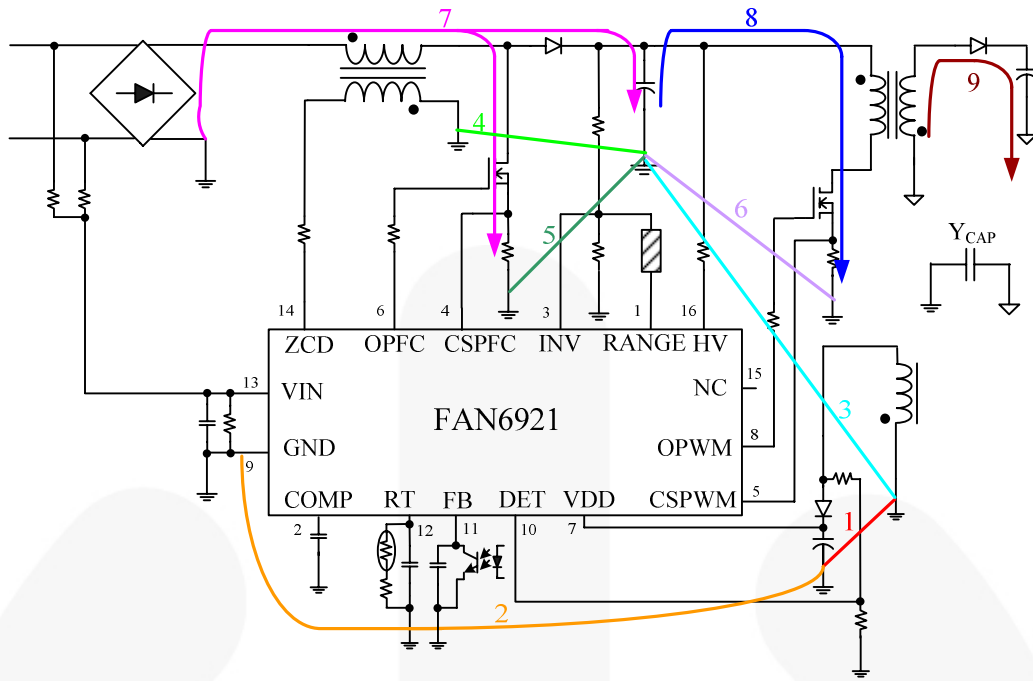 7
8
9
4
5
6
Y_CAP
14
6
4
3
1
16
ZCD
OPFC
CSPFC
INV
RANGE
HV
15
NC
13
VIN
3
FAN6921
8
OPWM
GND
9
COMP
RT
FB
DET
VDD
CSPWM
5
2
12
11
10
7
1
2